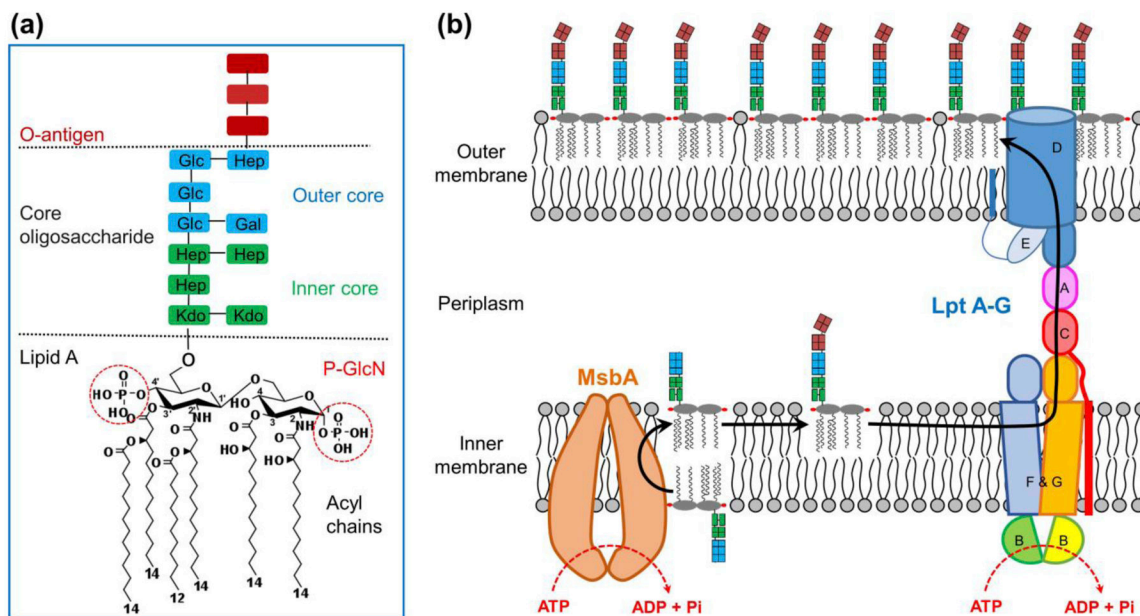 (a)
O-antigen
Glc Hep
Glc
Outer core
Core
oligosaccharide
Glc Gal
Hep Hep
Hep
Inner core
Kdo Kdo
Lipid A
P-GlcN
O
O
HO P O 4'
HO
O
3' 2' NH
O
1'
O
O
4
HO
3 2 NH
O
1
O
O
P OH
OH
O
O
O
O
O
O
HO
O
HO
Acyl
chains
14
14
12
14
14
14
(b)
Outer
membrane
D
E
Periplasm
A
Lpt A-G
C
MsbA
Inner
membrane
F & G
B B
ATP ADP + Pi
ATP ADP + Pi